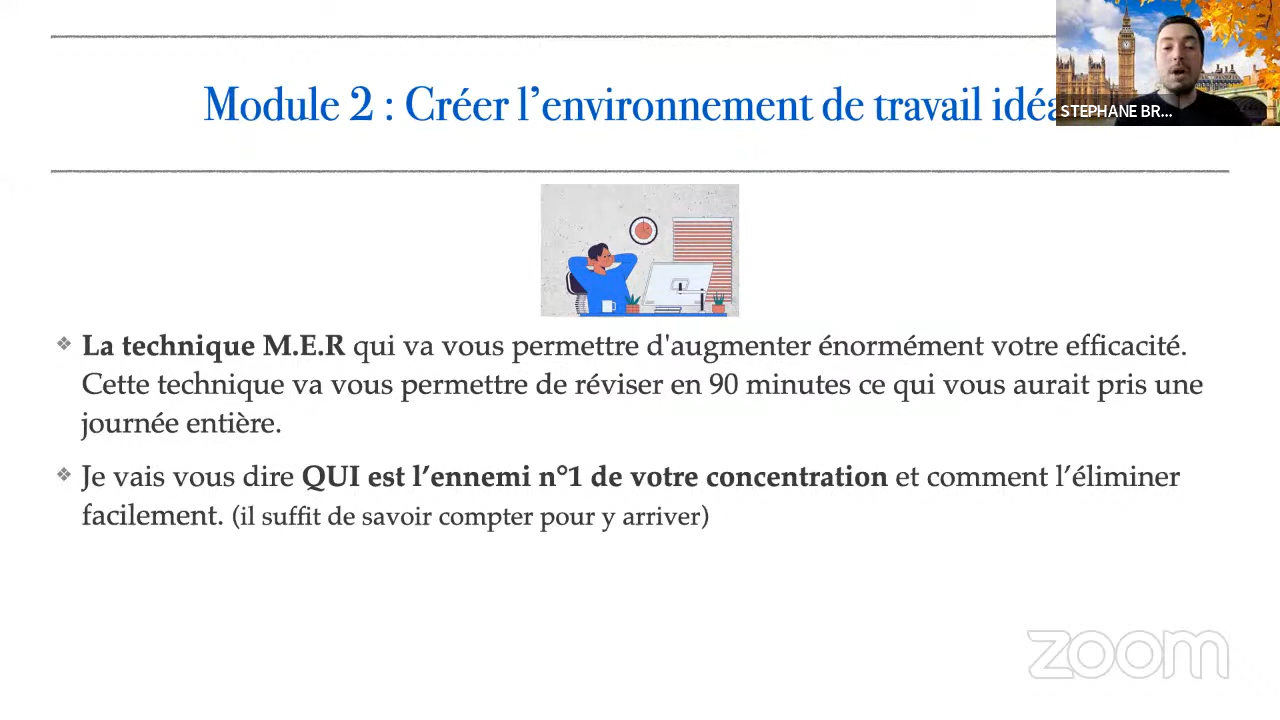 Module 2 : Créer l’environnement de travail idéa
STEPHANE BR...
La technique M.E.R qui va vous permettre d'augmenter énormément votre efficacité.
Cette technique va vous permettre de réviser en 90 minutes ce qui vous aurait pris une
journée entière.
Je vais vous dire QUI est l’ennemi n°1 de votre concentration et comment l’éliminer
facilement. (il suffit de savoir compter pour y arriver)
zoom